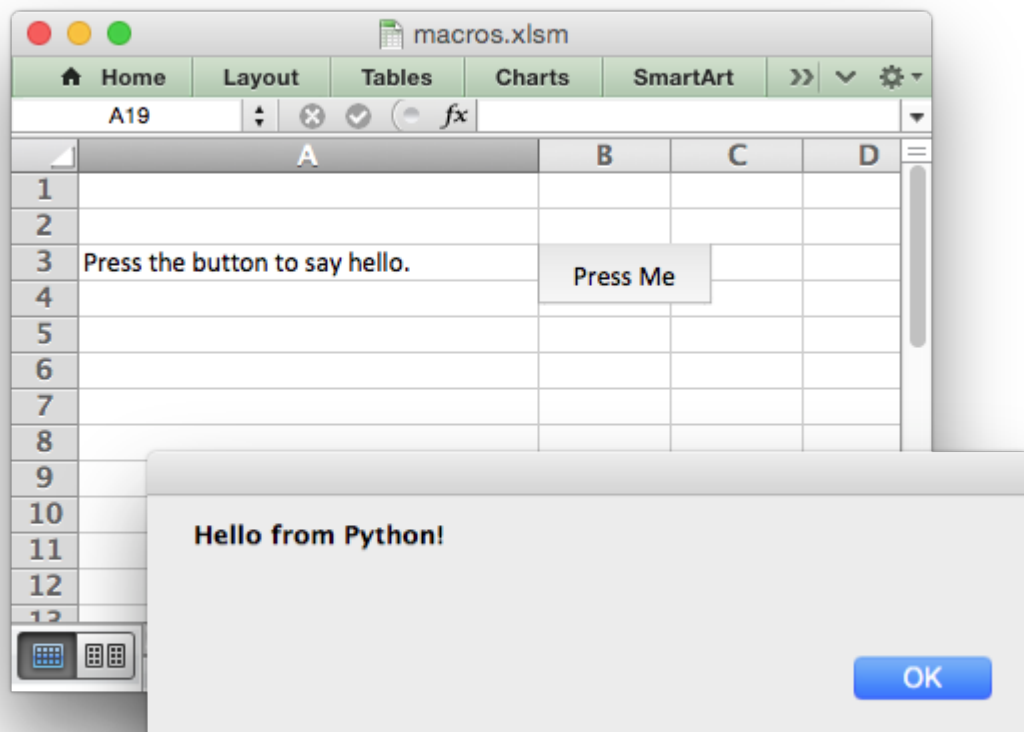 macros.xlsm
Home Layout Tables Charts SmartArt
A19 fx
A B C D
1
2
3 Press the button to say hello. Press Me
4
5
6
7
8
9
10
11
12
13
Hello from Python!
OK